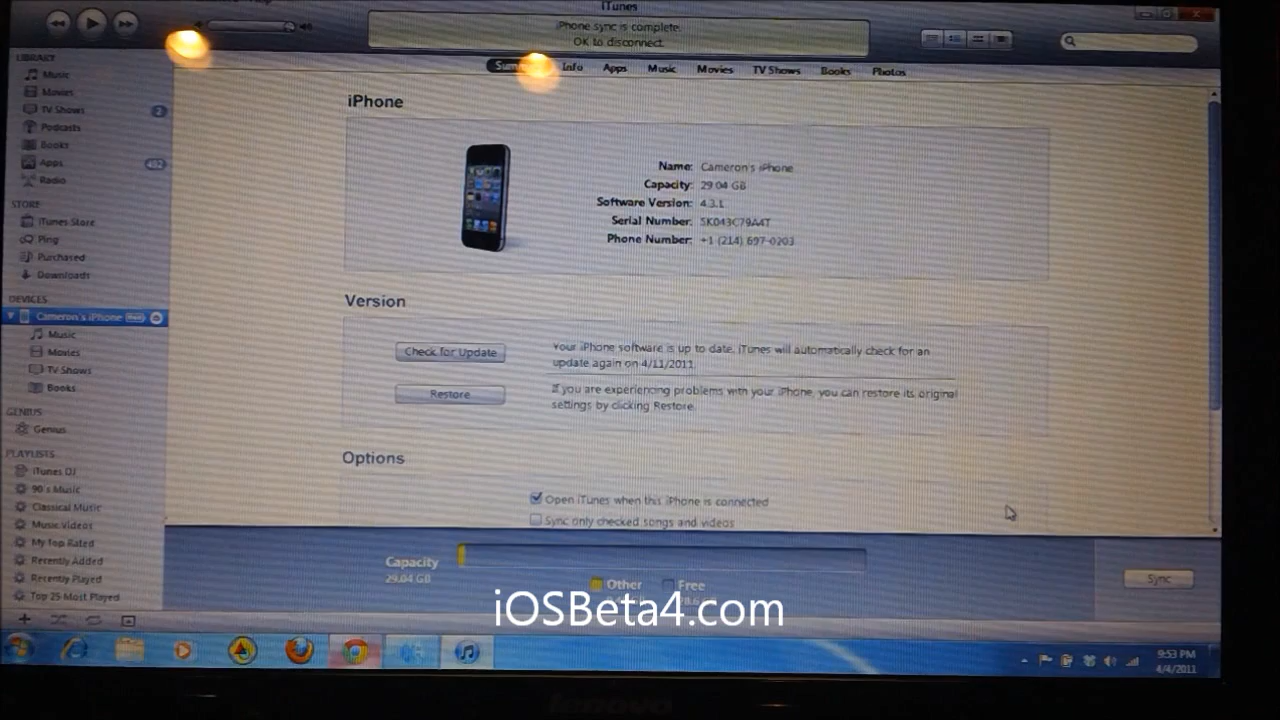 iTunes
iPhone sync is complete.
OK to disconnect.
Info Apps Music Movies TV Shows Books Photos
LIBRARY
Music
Movies
TV Shows 2
Podcasts
Books
Apps
Radio
STORE
iTunes Store
Ping
Purchased
Downloads
DEVICES
Cameron's iPhone
Music
Movies
TV Shows
Books
GENIUS
Genius
PLAYLISTS
iTunes DJ
90's Music
Classical Music
Music Videos
My Top Rated
Recently Added
Recently Played
Top 25 Most Played
iPhone
Name: Cameron's iPhone
Capacity: 29.04 GB
Software Version: 4.3.1
Serial Number: 5K043C79A4T
Phone Number: +1 (214) 697-0203
Version
Check for Update
Your iPhone software is up to date. iTunes will automatically check for an
update again on 4/11/2011.
Restore
If you are experiencing problems with your iPhone, you can restore its original
settings by clicking Restore.
Options
Open iTunes when this iPhone is connected
Sync only checked songs and videos
Capacity
29.04 GB
Other Free
Sync
iOSBeta4.com
9:53 PM
4/4/2011
lenovo